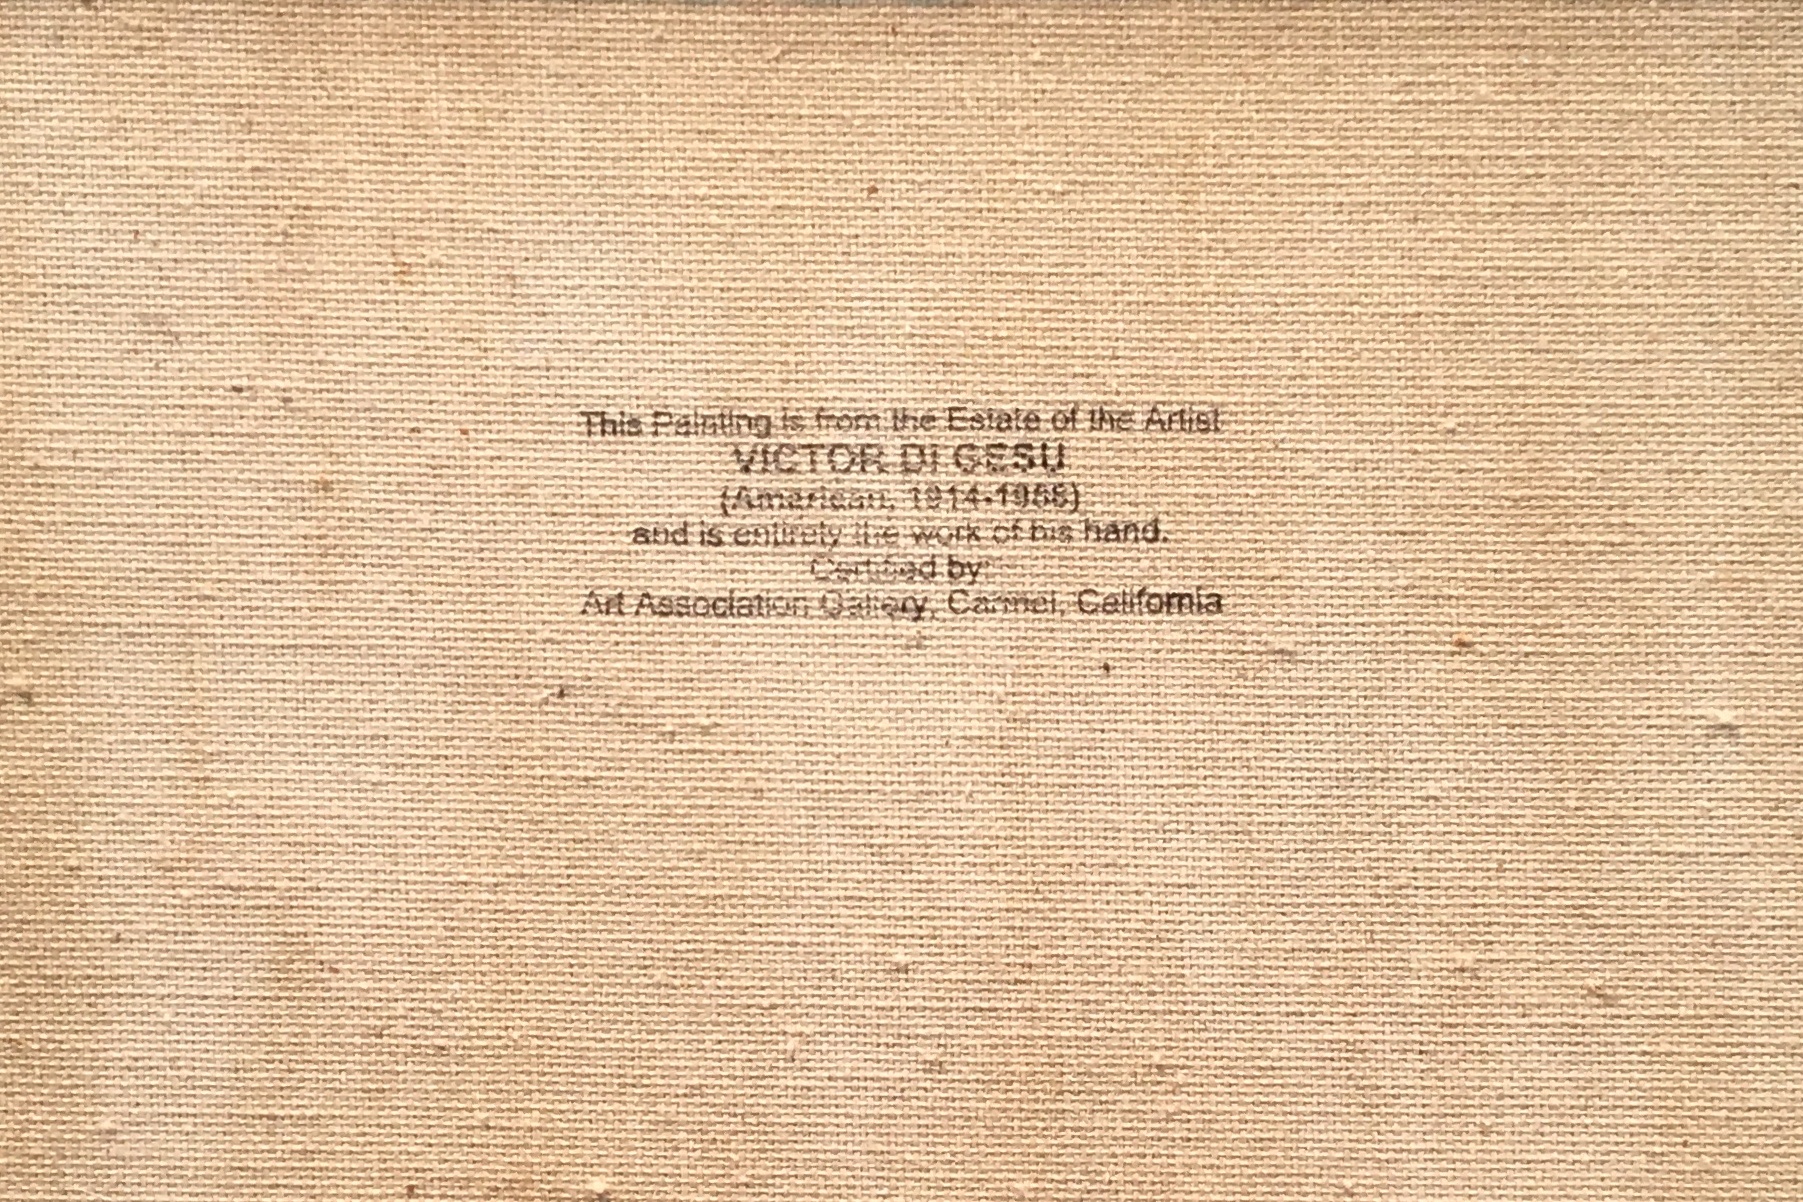 This Painting is from the Estate of the Artist
VICTOR DI GESU
(American, 1914-1988)
and is entirely the work of his hand.
Certified by:
Art Association Gallery, Carmel, California